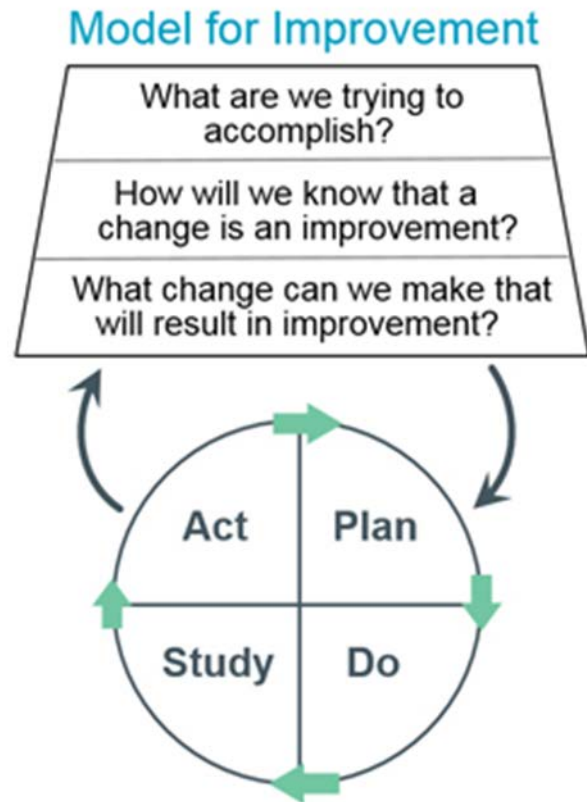 Model for Improvement
What are we trying to
accomplish?
How will we know that a
change is an improvement?
What change can we make that
will result in improvement?
Act
Plan
Study
Do